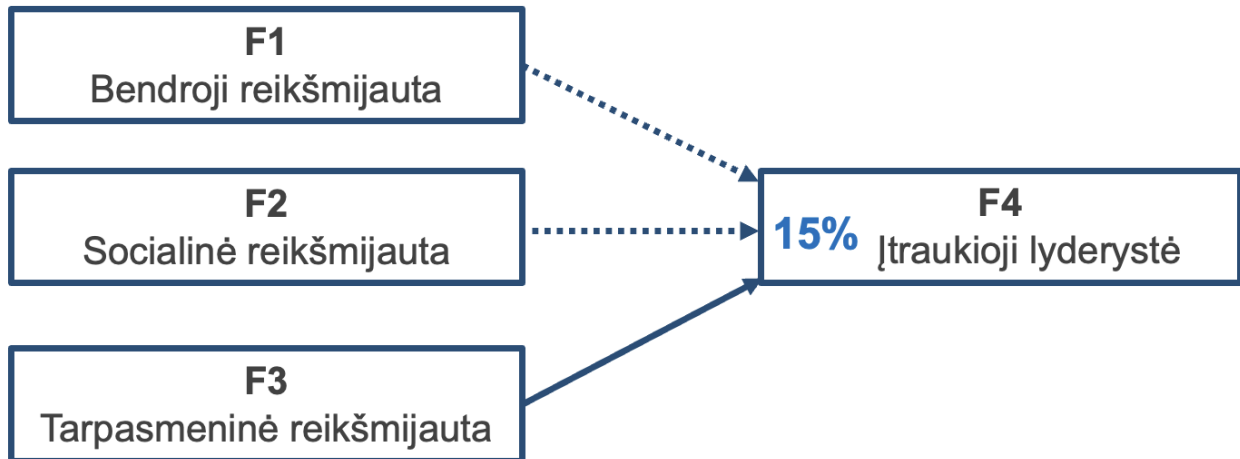 F1
Bendroji reikšmijauta
F2
Socialinė reikšmijauta
F3
Tarpasmeninė reikšmijauta
15%
F4
Įtraukioji lyderystė